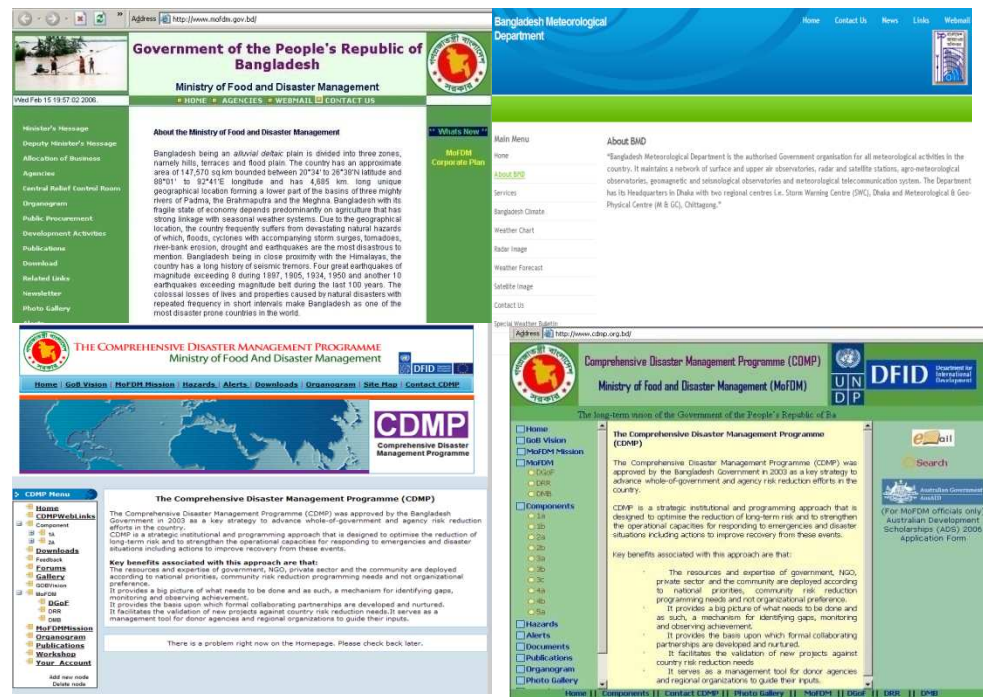 Address http://www.mofdm.gov.bd/
Government of the People's Republic of
Bangladesh
Ministry of Food and Disaster Management
Wed Feb 15 19:57:02 2006
HOME AGENCIES WEBMAIL CONTACT US
Minister's Message
Deputy Minister's Message
Allocation of Business
Agencies
Central Relief Control Room
Organogram
Public Procurement
Development Activities
Publications
Download
Related Links
Newsletter
Photo Gallery
About the Ministry of Food and Disaster Management
Bangladesh being an alluvial deltaic plain is divided into three zones,
namely hills, terraces and flood plain. The country has an approximate
area of 147,570 sq.km bounded between 20°34' to 26°38'N latitude and
88°01' to 92°41'E longitude and has 4,685 km. long unique
geographical location forming a lower part of the basins of three mighty
rivers of Padma, the Brahmaputra and the Meghna. Bangladesh with its
fragile state of economy depends predominantly on agriculture that has
strong linkage with seasonal weather systems. Due to the geographical
location, the country frequently suffers from devastating natural hazards
of which, floods, cyclones with accompanying storm surges, tornadoes,
river-bank erosion, drought and earthquakes are the most disastrous to
mention. Bangladesh being in close proximity with the Himalayas, the
country has a long history of seismic tremors. Four great earthquakes of
magnitude exceeding 8 during 1897, 1905, 1934, 1950 and another 10
earthquakes exceeding magnitude belt during the last 100 years. The
colossal losses of lives and properties caused by natural disasters with
repeated frequency in short intervals make Bangladesh as one of the
most disaster prone countries in the world.
** Whats Now **
MoFDM
Corporate Plan
Bangladesh Meteorological
Department
Home Contact Us News Links Webmail
Main Menu
Home
About BMD
Services
Bangladesh Climate
Weather Chart
Radar Image
Weather Forecast
Satellite Image
Contact Us
Special Weather Bulletin
About BMD
"Bangladesh Meteorological Department is the authorised Government organisation for all meteorological activities in the
country. It maintains a network of surface and upper air observatories, radar and satellite stations, agro-meteorological
observatories, geomagnetic and seismological observatories and meteorological telecommunication system. The Department
has its Headquarters in Dhaka with two regional centres i.e. Storm Warning Centre (SWC), Dhaka and Meteorological & Geo-
Physical Centre (M & GC), Chittagong."
THE COMPREHENSIVE DISASTER MANAGEMENT PROGRAMME
Ministry of Food And Disaster Management
DFID
Home | GoB Vision | MoFDM Mission | Hazards | Alerts | Downloads | Organogram | Site Map | Contact CDMP
CDMP
Comprehensive Disaster
Management Programme
CDMP Menu
Home
CDMPWebLinks
Component
1A
2A
Downloads
Feedback
Forums
Gallery
GOBVision
MoFDM
DGoF
DRR
DMB
MoFDMMission
Organogram
Publications
Workshop
Your Account
Add new node
Delete node
The Comprehensive Disaster Management Programme (CDMP)
The Comprehensive Disaster Management Programme (CDMP) was approved by the Bangladesh
Government in 2003 as a key strategy to advance whole-of-government and agency risk reduction
efforts in the country.
CDMP is a strategic institutional and programming approach that is designed to optimise the reduction of
long-term risk and to strengthen the operational capacities for responding to emergencies and disaster
situations including actions to improve recovery from these events.
Key benefits associated with this approach are that:
The resources and expertise of government, NGO, private sector and the community are deployed
according to national priorities, community risk reduction programming needs and not organizational
preference.
It provides a big picture of what needs to be done and as such, a mechanism for identifying gaps,
monitoring and observing achievement.
It provides the basis upon which formal collaborating partnerships are developed and nurtured.
It facilitates the validation of new projects against country risk reduction needs.It serves as a
management tool for donor agencies and regional organizations to guide their inputs.
There is a problem right now on the Homepage. Please check back later.
Address http://www.cdmp.org.bd/
Comprehensive Disaster Management Programme (CDMP)
Ministry of Food and Disaster Management (MoFDM)
UN
DP
DFID Department for
International
Development
The long-term vision of the Government of the People's Republic of Ba
Home
GoB Vision
MoFDM Mission
MoFDM
DGoF
DRR
DMB
Components
1a
1b
2a
2b
3a
3b
3c
4a
4b
5a
Hazards
Alerts
Documents
Publications
Organogram
Photo Gallery
The Comprehensive Disaster Management Programme
(CDMP)
The Comprehensive Disaster Management Programme (CDMP) was
approved by the Bangladesh Government in 2003 as a key strategy to
advance whole-of-government and agency risk reduction efforts in the
country.
CDMP is a strategic institutional and programming approach that is
designed to optimise the reduction of long-term risk and to strengthen
the operational capacities for responding to emergencies and disaster
situations including actions to improve recovery from these events.
Key benefits associated with this approach are that:
The resources and expertise of government, NGO,
private sector and the community are deployed according
to national priorities, community risk reduction
programming needs and not organizational preference.
It provides a big picture of what needs to be done and
as such, a mechanism for identifying gaps, monitoring
and observing achievement.
It provides the basis upon which formal collaborating
partnerships are developed and nurtured.
It facilitates the validation of new projects against
country risk reduction needs
It serves as a management tool for donor agencies
and regional organizations to guide their inputs.
Search
Australian Government
AusAID
(For MoFDM officials only)
Australian Development
Scholarships (ADS) 2006
Application Form
Home || Components || Contact CDMP || Photo Gallery || MoFDM || DGoF || DRR || DMB